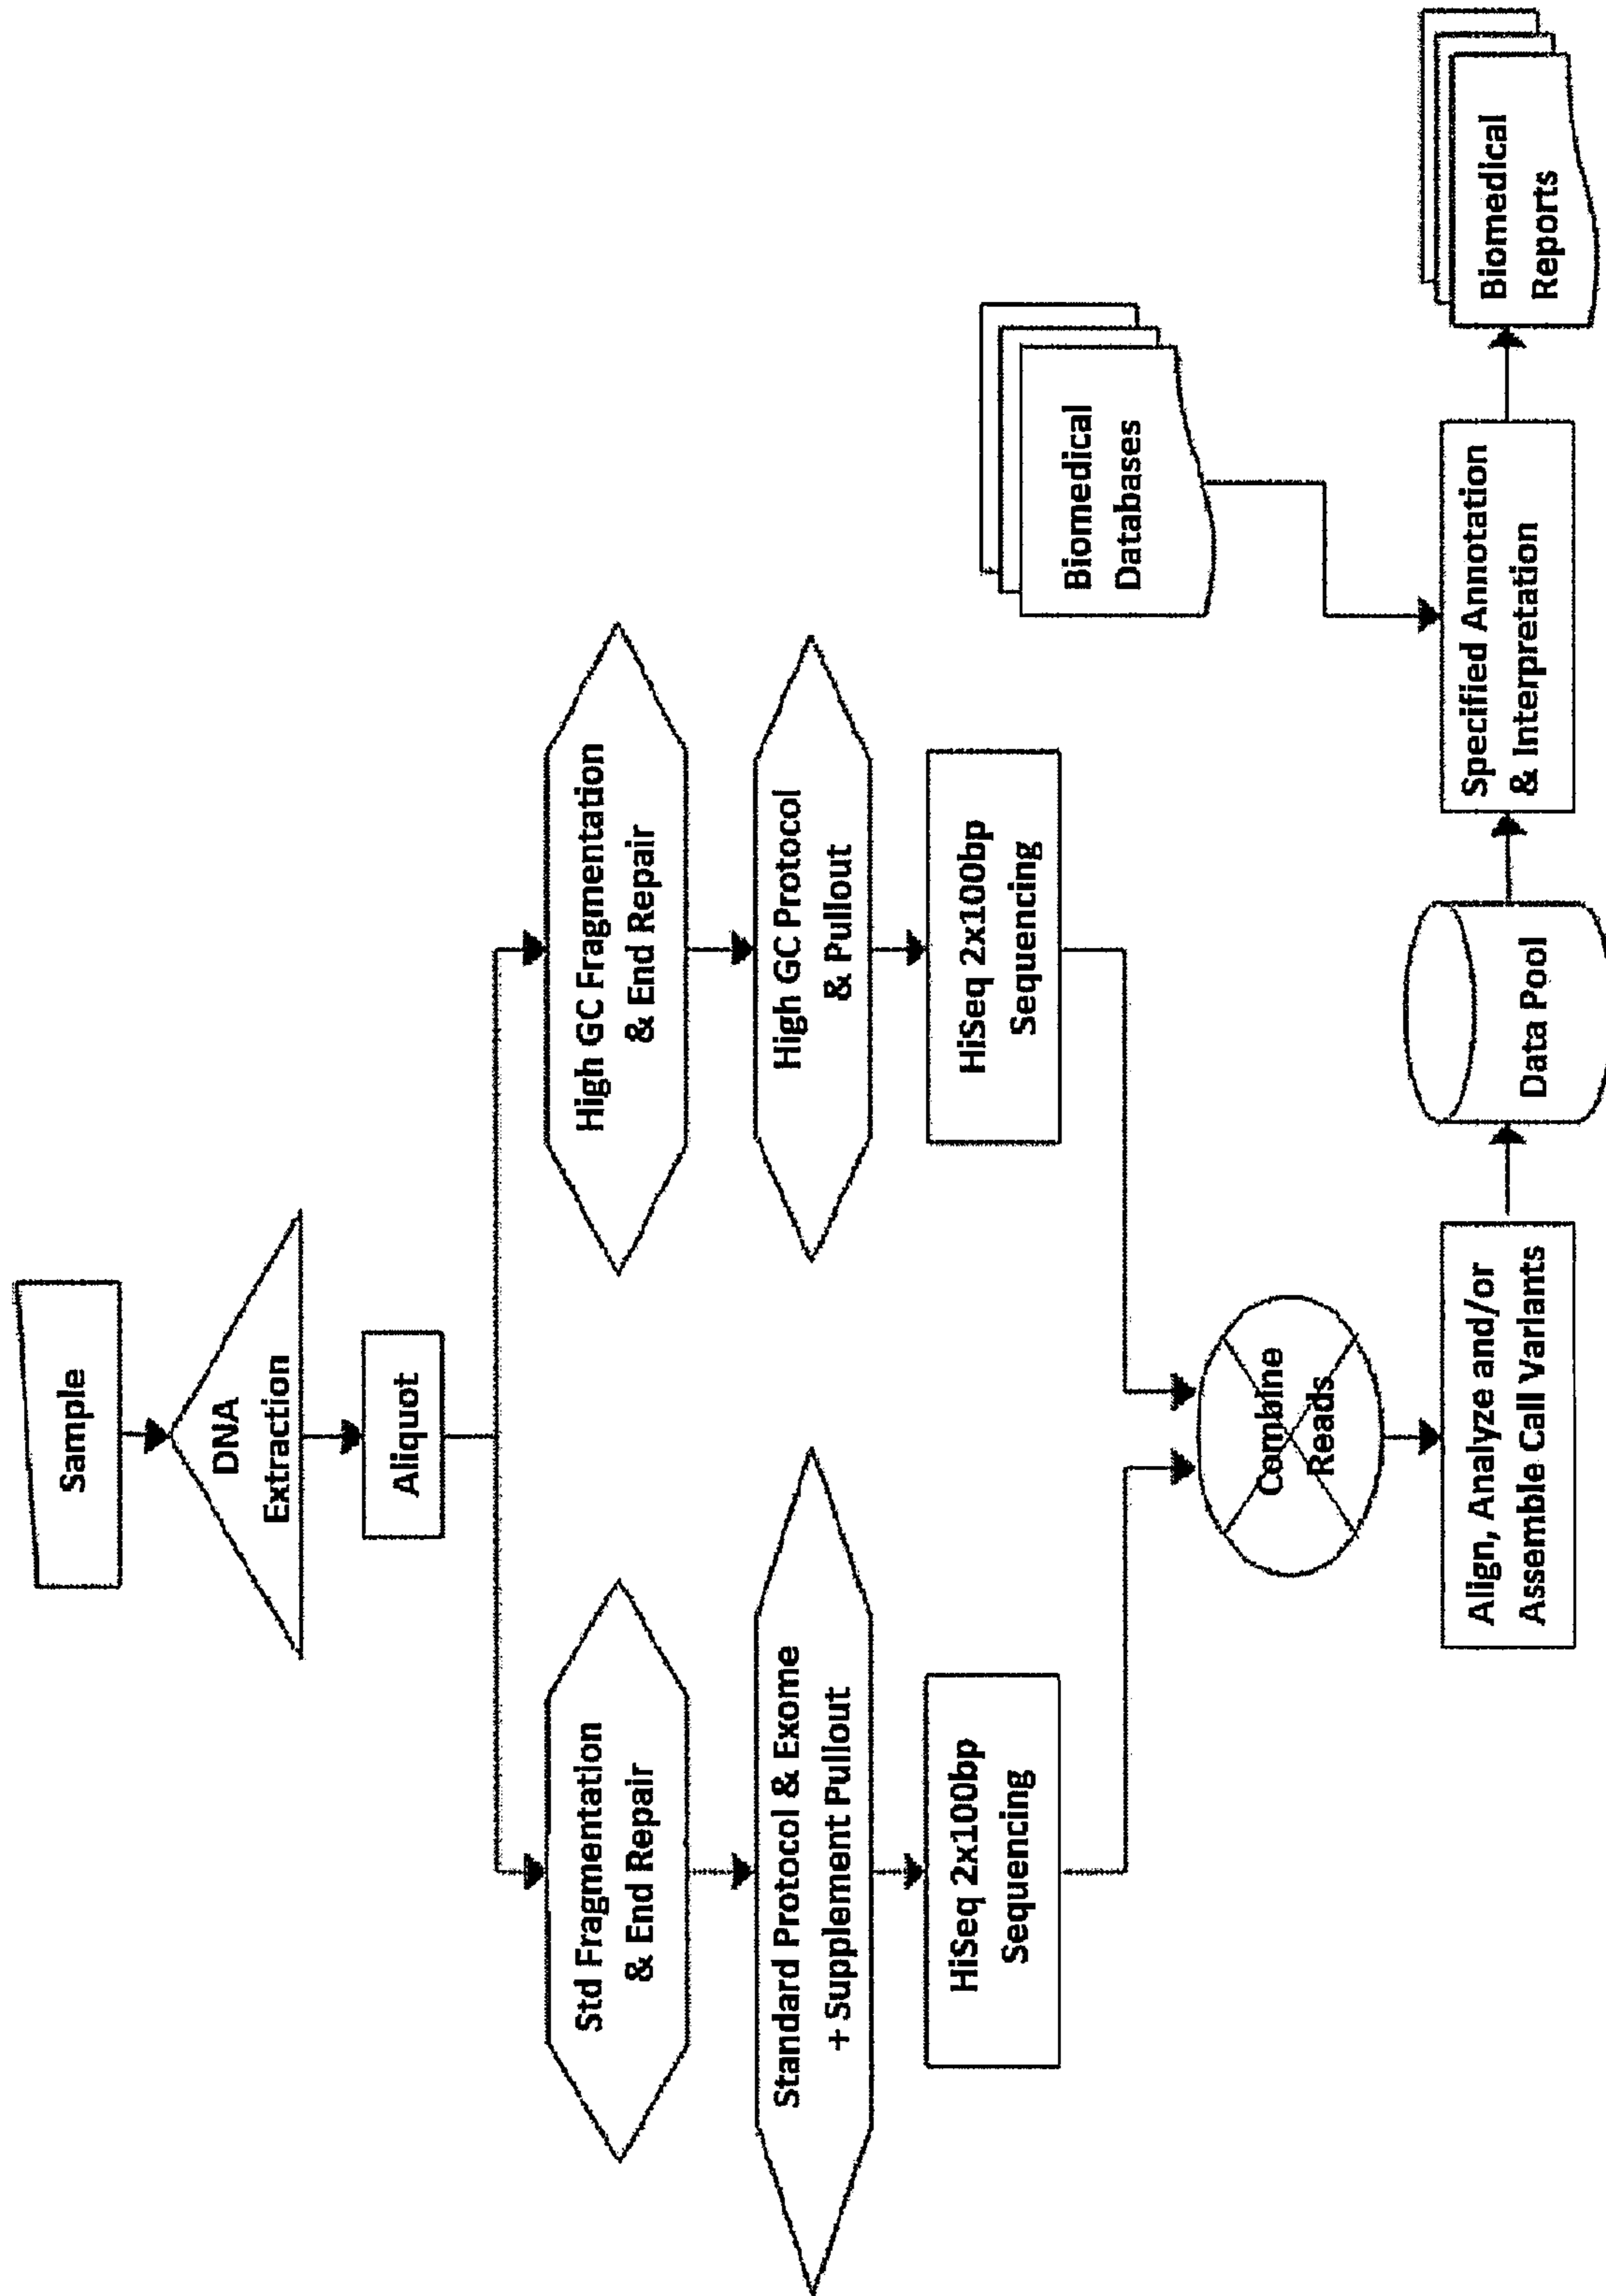 Sample
DNA
Extraction
Aliquot
Std Fragmentation
& End Repair
High GC Fragmentation
& End Repair
Standard Protocol & Exome
+ Supplement Pullout
High GC Protocol
& Pullout
HiSeq 2x100bp
Sequencing
HiSeq 2x100bp
Sequencing
Combine
Reads
Biomedical
Databases
Align, Analyze and/or
Assemble Call Variants
Data Pool
Specified Annotation
& Interpretation
Biomedical
Reports